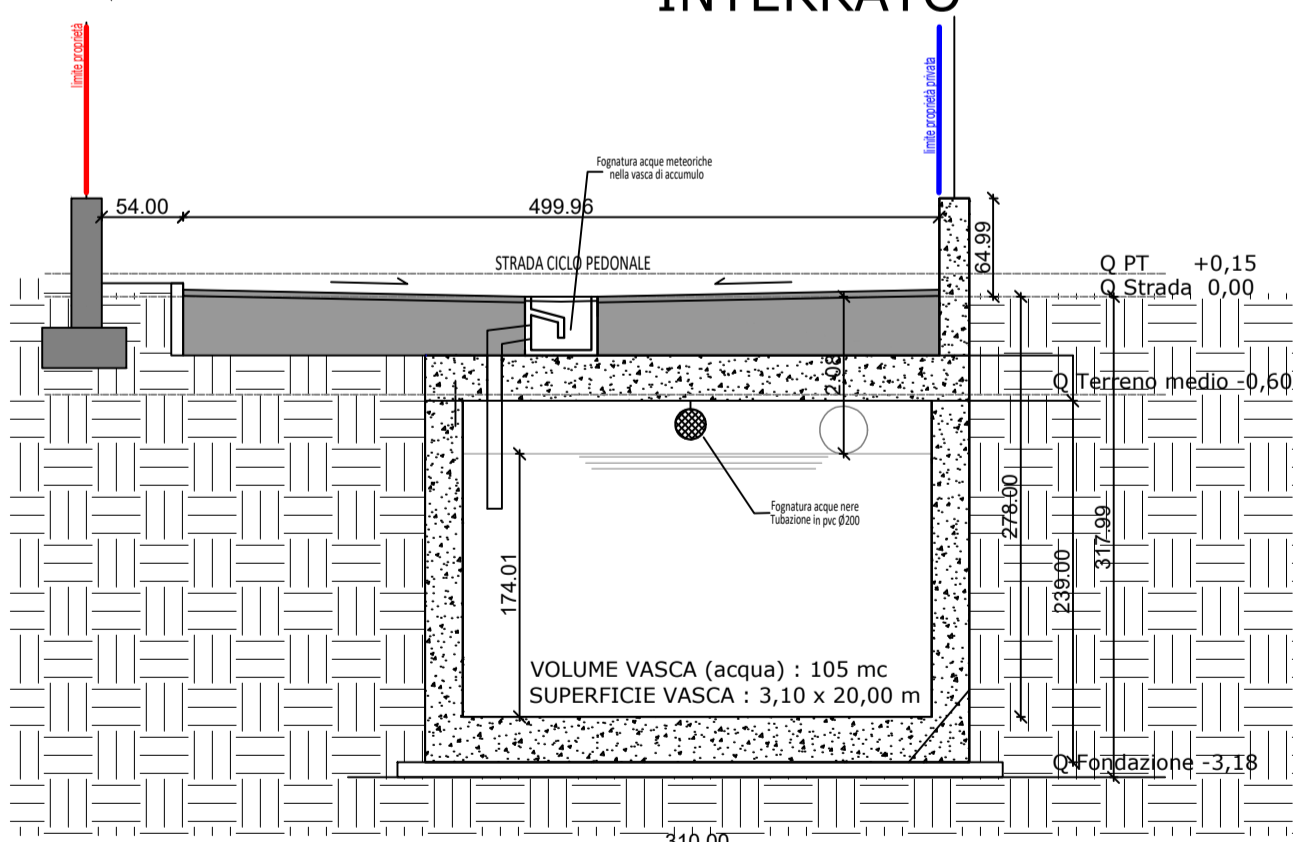 INTERRATO
limite proprietà
limite proprietà privata
Fognatura acque meteoriche
nella vasca di accumulo
54.00
499.96
64.99
STRADA CICLO PEDONALE
Q PT +0,15
Q Strada 0,00
2.08
Q Terreno medio -0,60
278.00
317.99
239.00
Fognatura acque nere
Tubazione in pvc Ø200
174.01
VOLUME VASCA (acqua) : 105 mc
SUPERFICIE VASCA : 3,10 x 20,00 m
Q Fondazione -3,18
310.00